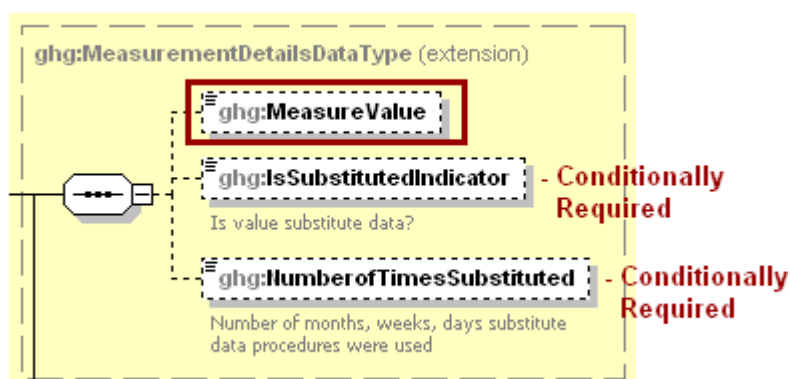 ghg:MeasurementDetailsDataType (extension)
ghg:MeasureValue
ghg:IsSubstitutedIndicator - Conditionally
Required
Is value substitute data?
ghg:NumberofTimesSubstituted - Conditionally
Required
Number of months, weeks, days substitute
data procedures were used